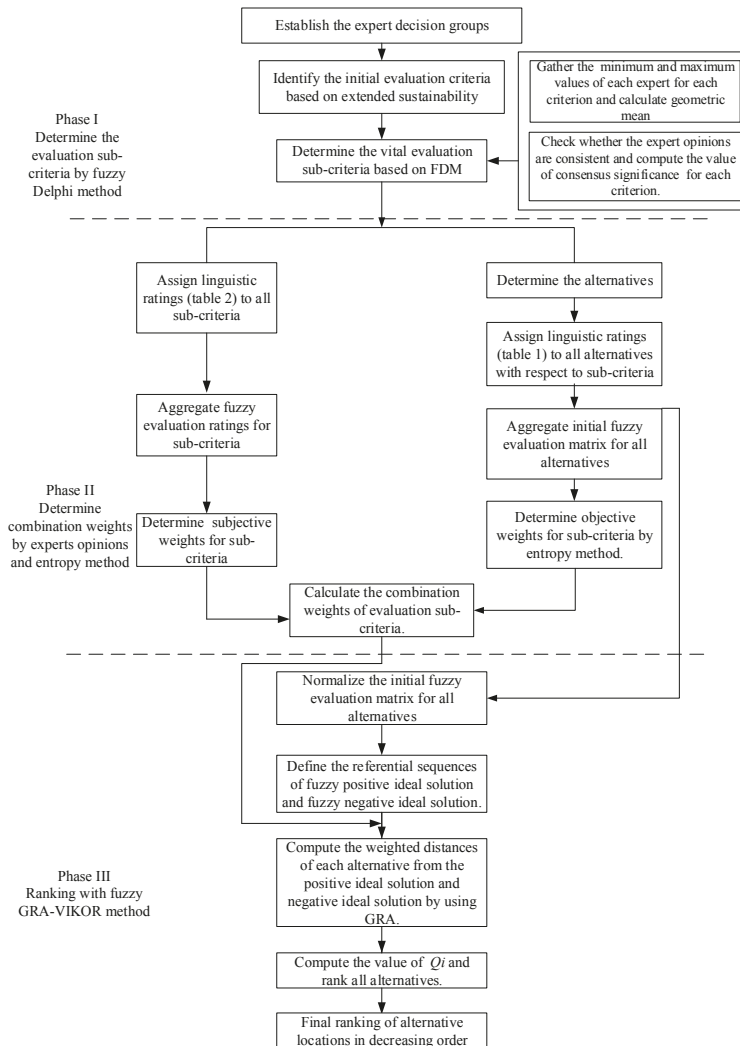 Establish the expert decision groups
Identify the initial evaluation criteria
based on extended sustainability
Gather the minimum and maximum
values of each expert for each
criterion and calculate geometric
mean
Phase I
Determine the
evaluation sub-
criteria by fuzzy
Delphi method
Determine the vital evaluation
sub-criteria based on FDM
Check whether the expert opinions
are consistent and compute the value
of consensus significance for each
criterion.
Assign linguistic
ratings (table 2) to all
sub-criteria
Determine the alternatives
Assign linguistic ratings
(table 1) to all alternatives
with respect to sub-criteria
Aggregate fuzzy
evaluation ratings for
sub-criteria
Aggregate initial fuzzy
evaluation matrix for all
alternatives
Phase II
Determine
combination weights
by experts opinions
and entropy method
Determine subjective
weights for sub-
criteria
Determine objective
weights for sub-criteria by
entropy method.
Calculate the combination
weights of evaluation sub-
criteria.
Normalize the initial fuzzy
evaluation matrix for all
alternatives
Define the referential sequences
of fuzzy positive ideal solution
and fuzzy negative ideal solution.
Phase III
Ranking with fuzzy
GRA-VIKOR method
Compute the weighted distances
of each alternative from the
positive ideal solution and
negative ideal solution by using
GRA.
Compute the value of Qi and
rank all alternatives.
Final ranking of alternative
locations in decreasing order